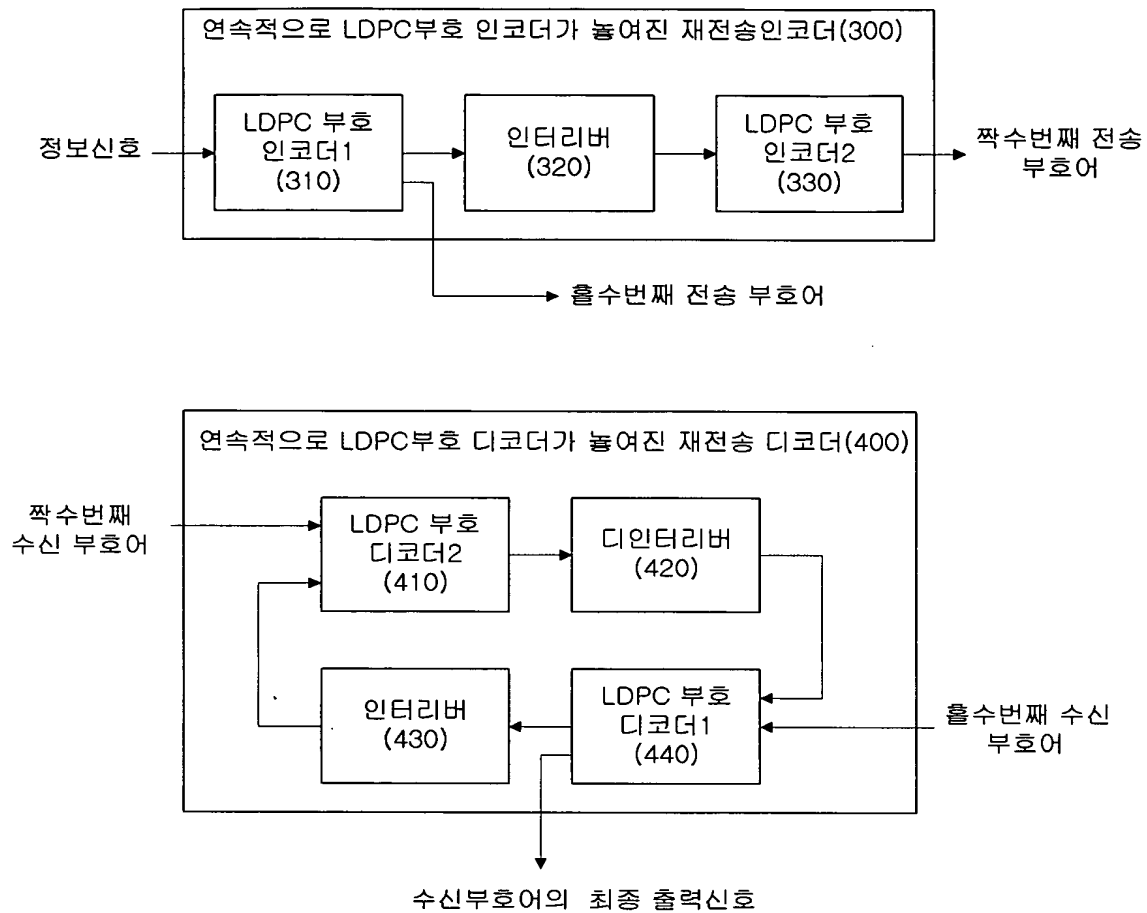 연속적으로 LDPC부호 인코더가 놓여진 재전송인코더(300)
정보신호
LDPC 부호
인코더1
(310)
인터리버
(320)
LDPC 부호
인코더2
(330)
짝수번째 전송
부호어
홀수번째 전송 부호어
연속적으로 LDPC부호 디코더가 놓여진 재전송 디코더(400)
짝수번째
수신 부호어
LDPC 부호
디코더2
(410)
디인터리버
(420)
인터리버
(430)
LDPC 부호
디코더1
(440)
홀수번째 수신
부호어
수신부호어의 최종 출력신호